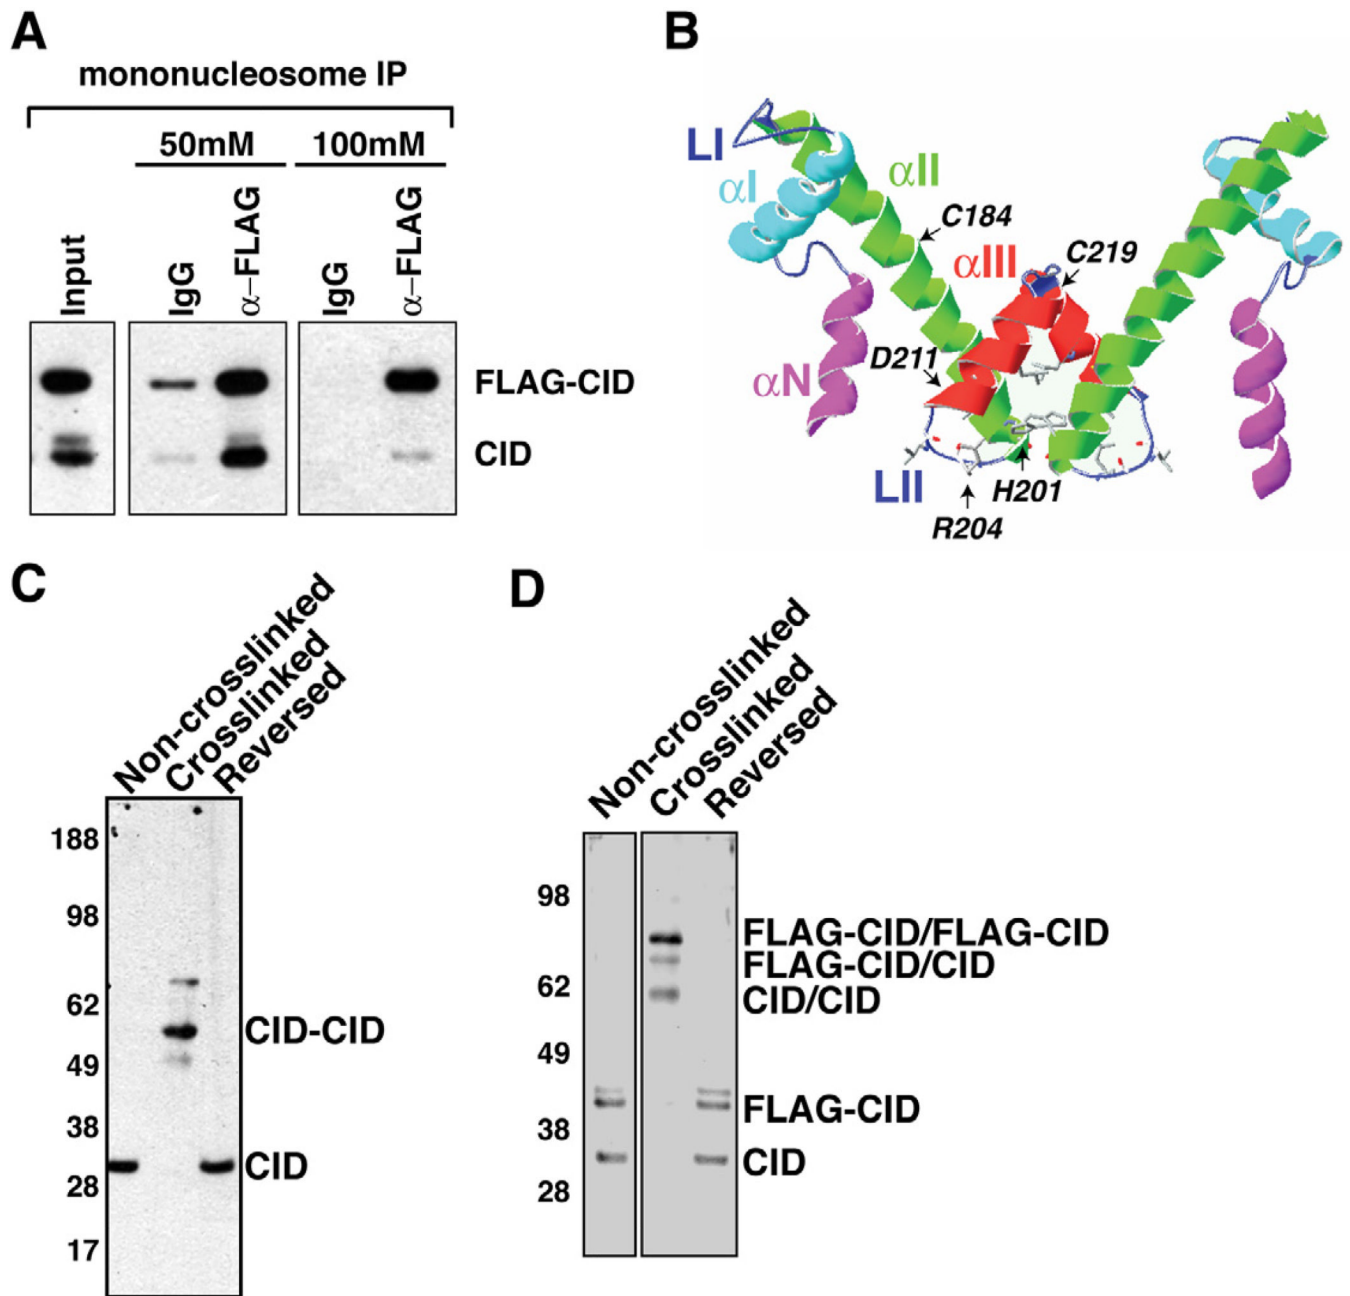 A
mononucleosome IP
50mM
100mM
Input
IgG
α–FLAG
IgG
α–FLAG
FLAG-CID
CID
B
LI
αI
αII
C184
αIII
C219
D211
αN
LII
H201
R204
C
Non-crosslinked
Crosslinked
Reversed
188
98
62
CID-CID
49
38
CID
28
17
D
Non-crosslinked
Crosslinked
Reversed
98
FLAG-CID/FLAG-CID
FLAG-CID/CID
62
CID/CID
49
FLAG-CID
38
CID
28